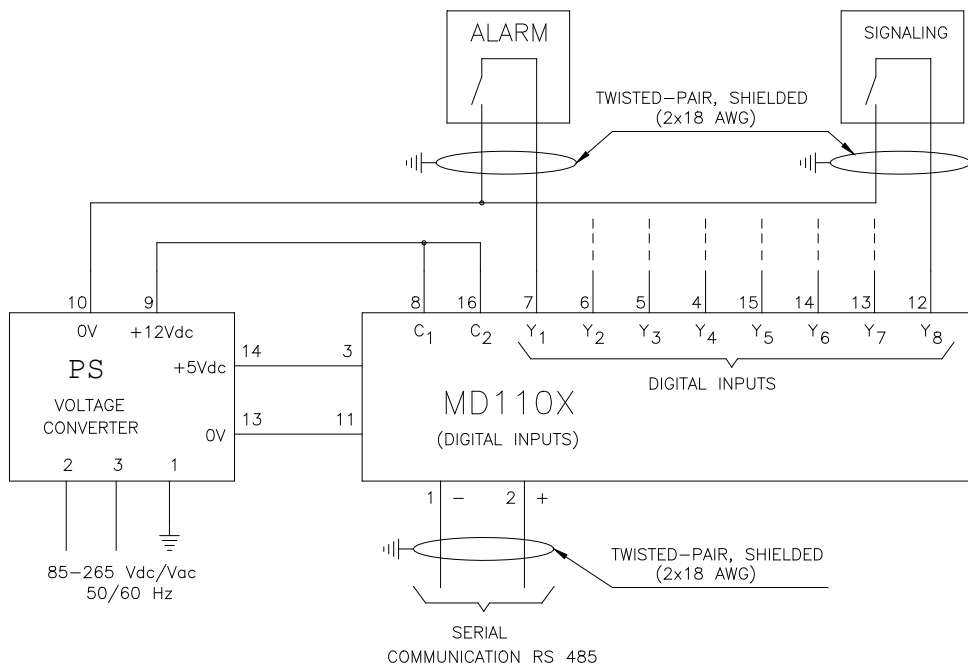 ALARM
SIGNALING
TWISTED-PAIR, SHIELDED
(2x18 AWG)
10 9 8 16 7 6 5 4 15 14 13 12
0V +12Vdc C1 C2 Y1 Y2 Y3 Y4 Y5 Y6 Y7 Y8
PS
VOLTAGE
CONVERTER
+5Vdc
14 3
0V
13 11
DIGITAL INPUTS
MD110X
(DIGITAL INPUTS)
2 3 1
1 - 2 +
85-265 Vdc/Vac
50/60 Hz
TWISTED-PAIR, SHIELDED
(2x18 AWG)
SERIAL
COMMUNICATION RS 485